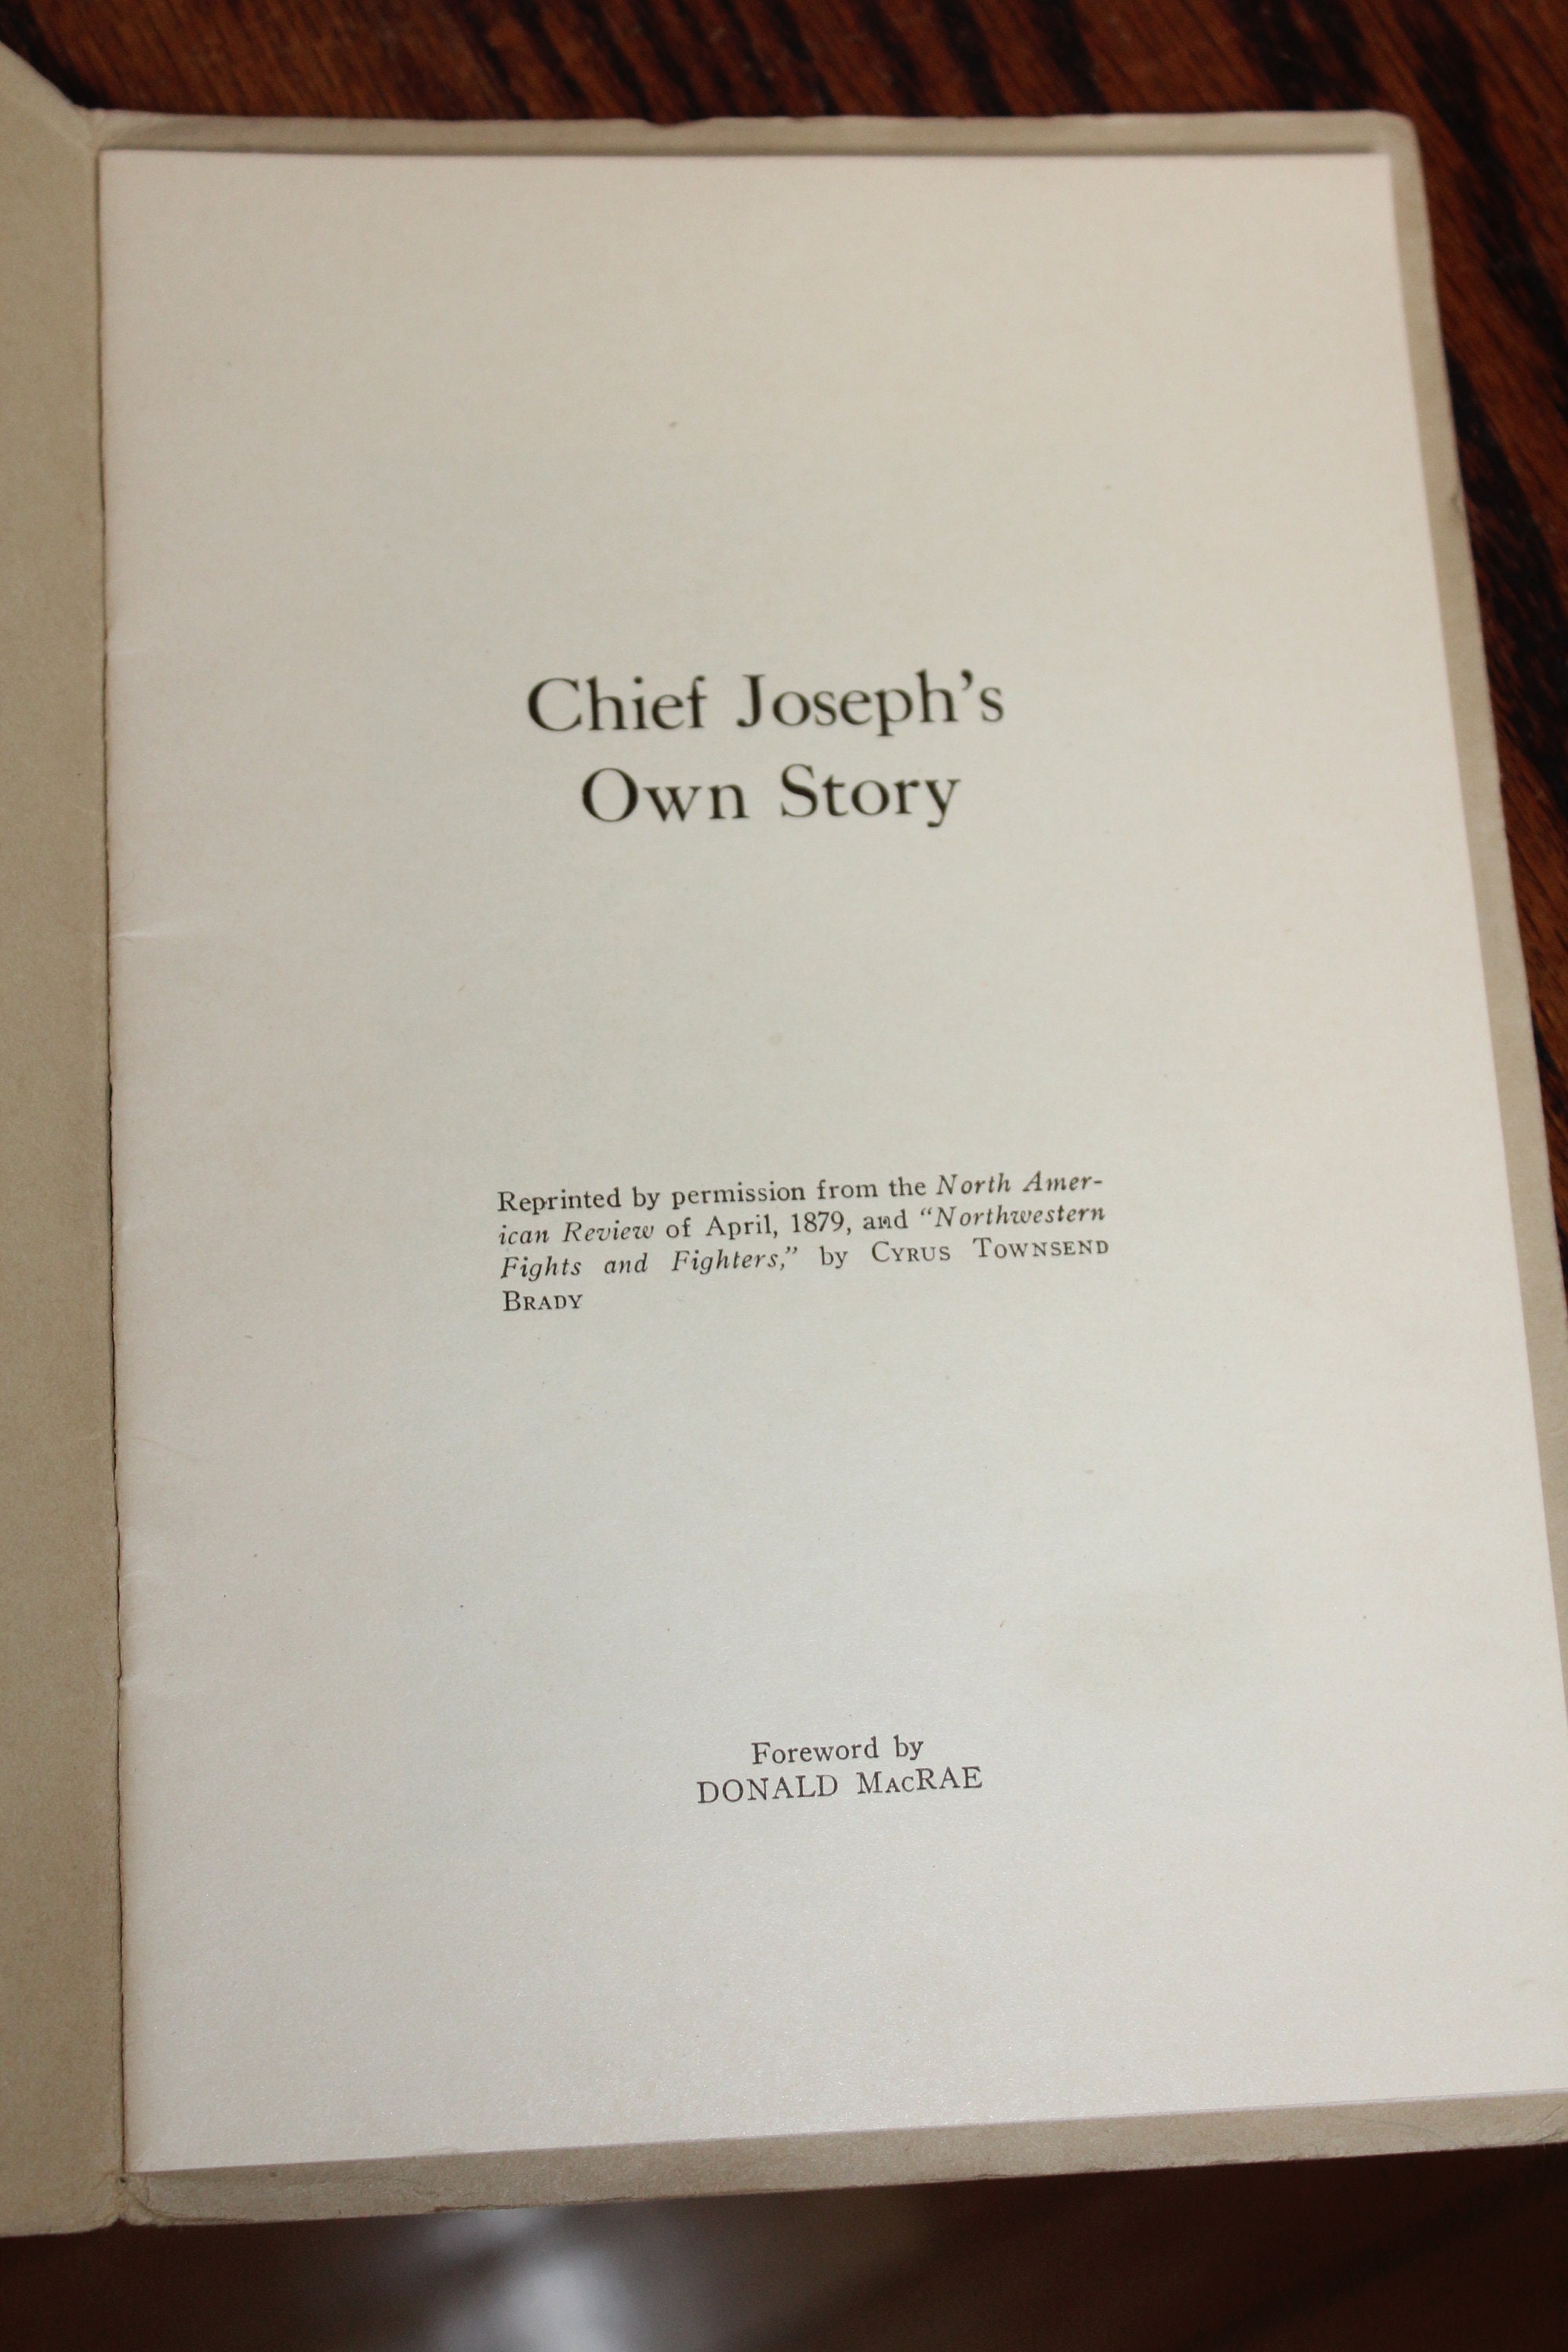 Chief Joseph’s
Own Story
Reprinted by permission from the North Amer-
ican Review of April, 1879, and “Northwestern
Fights and Fighters,” by CYRUS TOWNSEND
BRADY
Foreword by
DONALD MacRAE